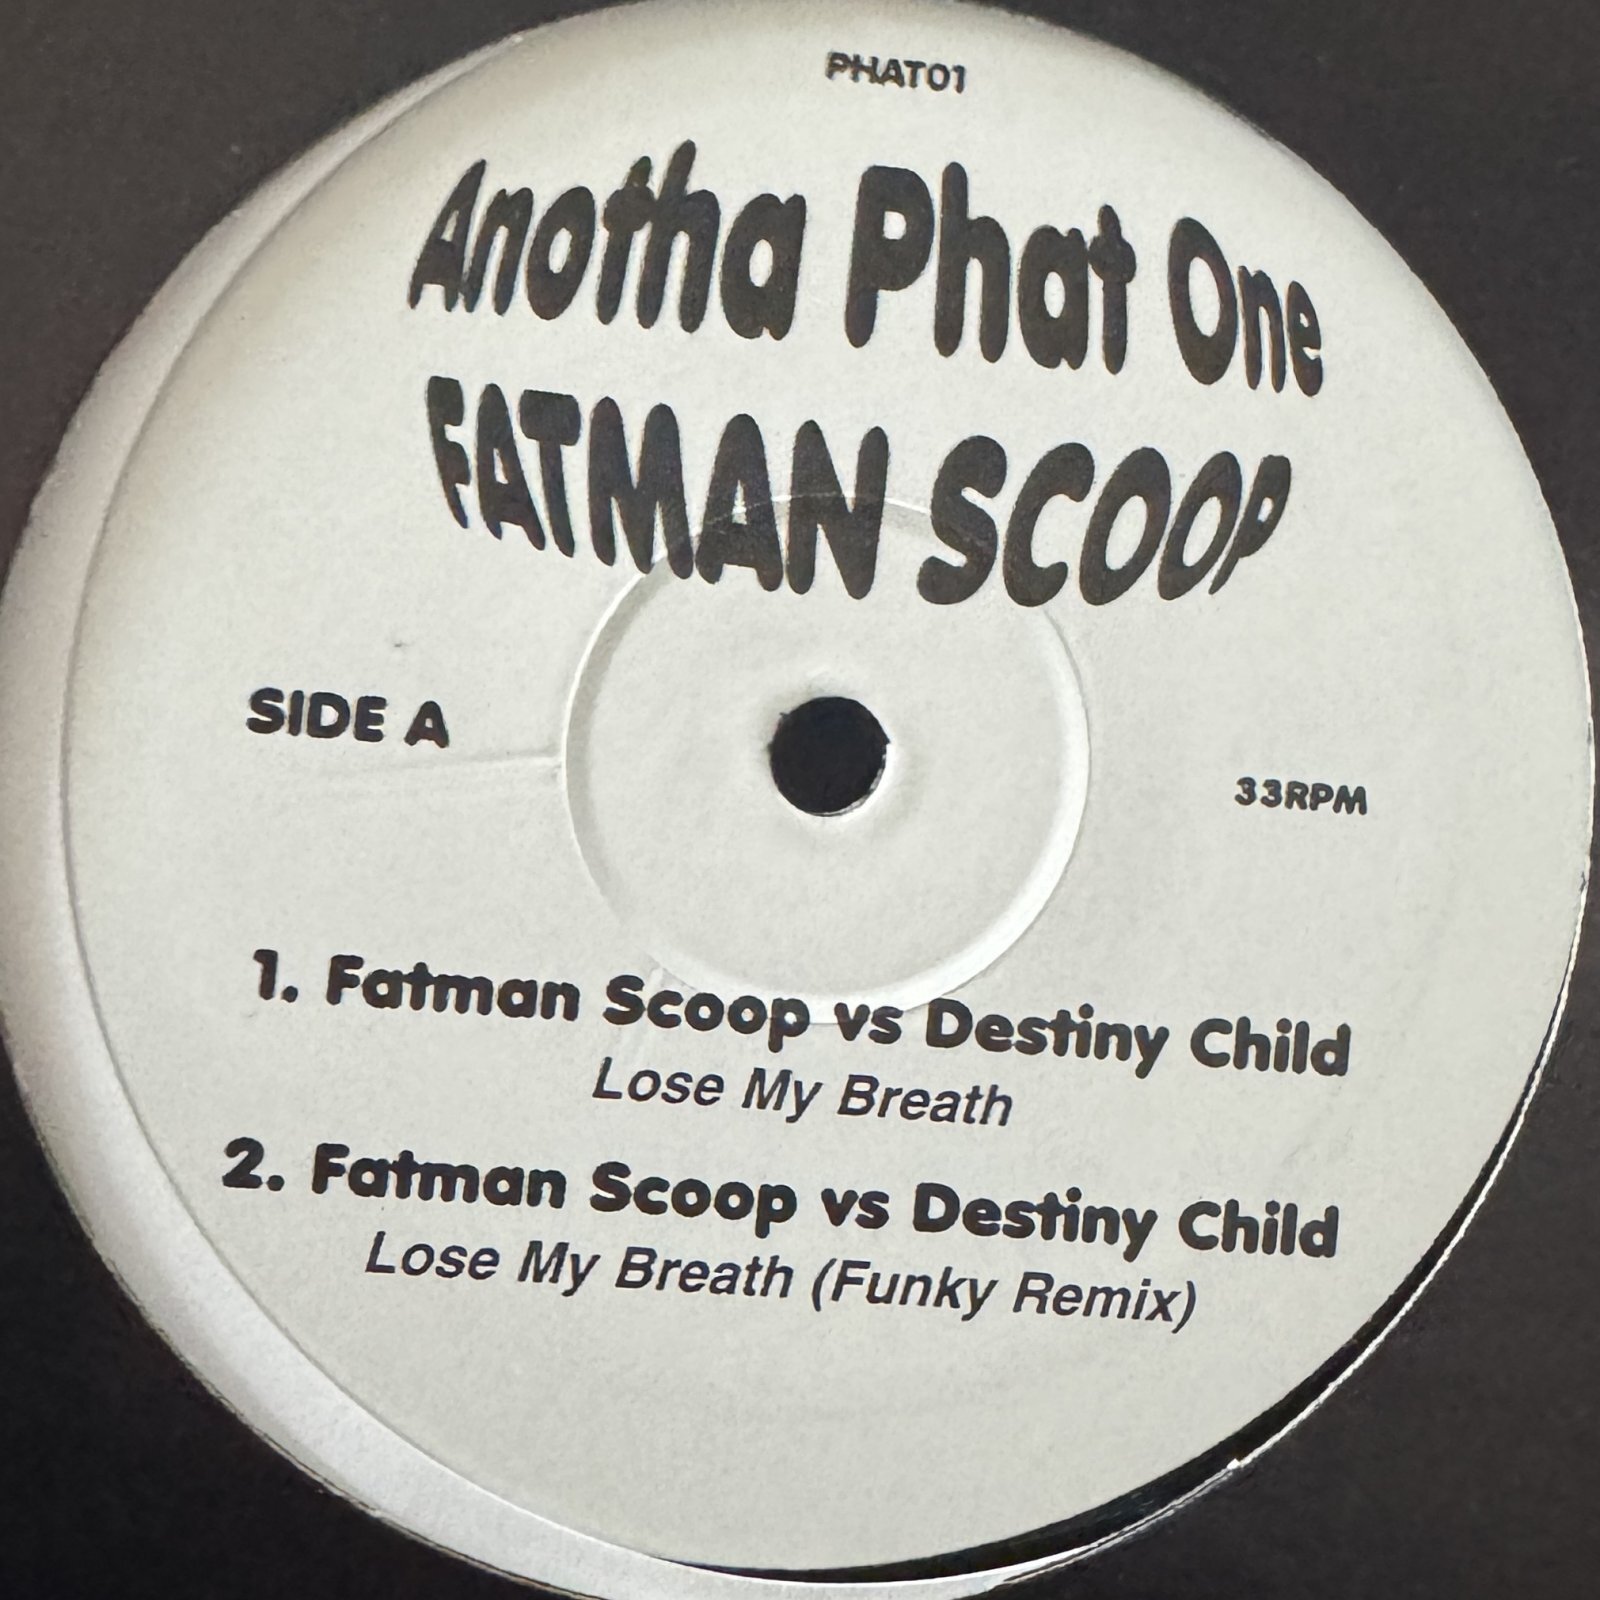 PHAT01
Anotha Phat One
FATMAN SCOOP
SIDE A
33RPM
1. Fatman Scoop vs Destiny Child
Lose My Breath
2. Fatman Scoop vs Destiny Child
Lose My Breath (Funky Remix)